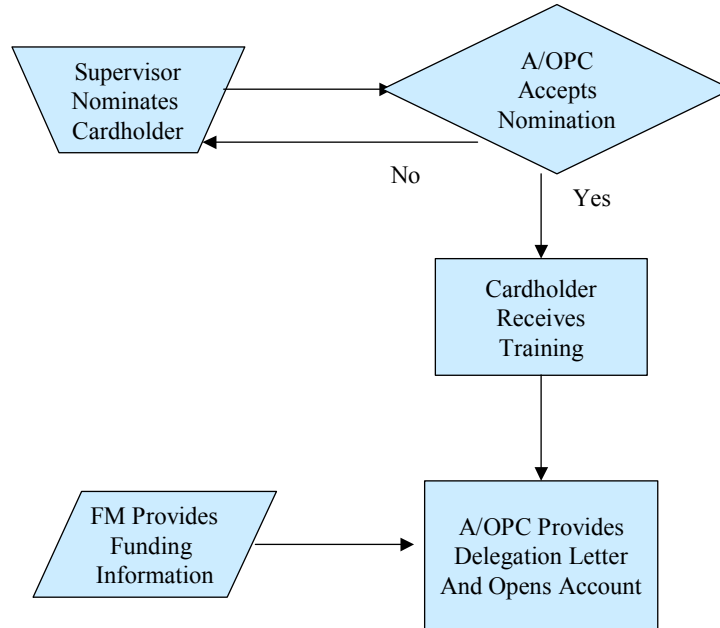 Supervisor
Nominates
Cardholder
A/OPC
Accepts
Nomination
No
Yes
Cardholder
Receives
Training
FM Provides
Funding
Information
A/OPC Provides
Delegation Letter
And Opens Account